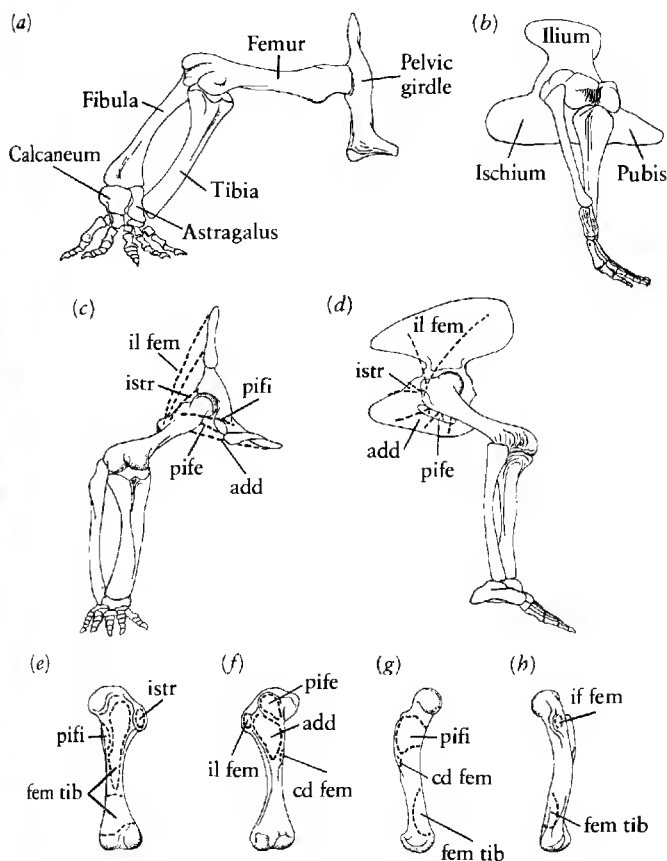 (a)
Femur
Pelvic
girdle
Fibula
Calcaneum
Tibia
Astragalus
(b)
Ilium
Ischium
Pubis
(c)
il fem
istr
pifi
pife
add
(d)
il fem
istr
add
pife
(e)
istr
pifi
fem tib
(f)
pife
add
il fem
cd fem
(g)
pifi
cd fem
fem tib
(h)
if fem
fem tib